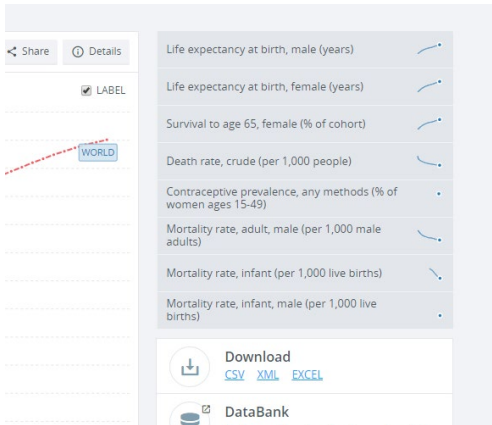 Share
Details
LABEL
WORLD
Life expectancy at birth, male (years)
Life expectancy at birth, female (years)
Survival to age 65, female (% of cohort)
Death rate, crude (per 1,000 people)
Contraceptive prevalence, any methods (% of
women ages 15-49)
Mortality rate, adult, male (per 1,000 male
adults)
Mortality rate, infant (per 1,000 live births)
Mortality rate, infant, male (per 1,000 live
births)
Download
CSV XML EXCEL
DataBank